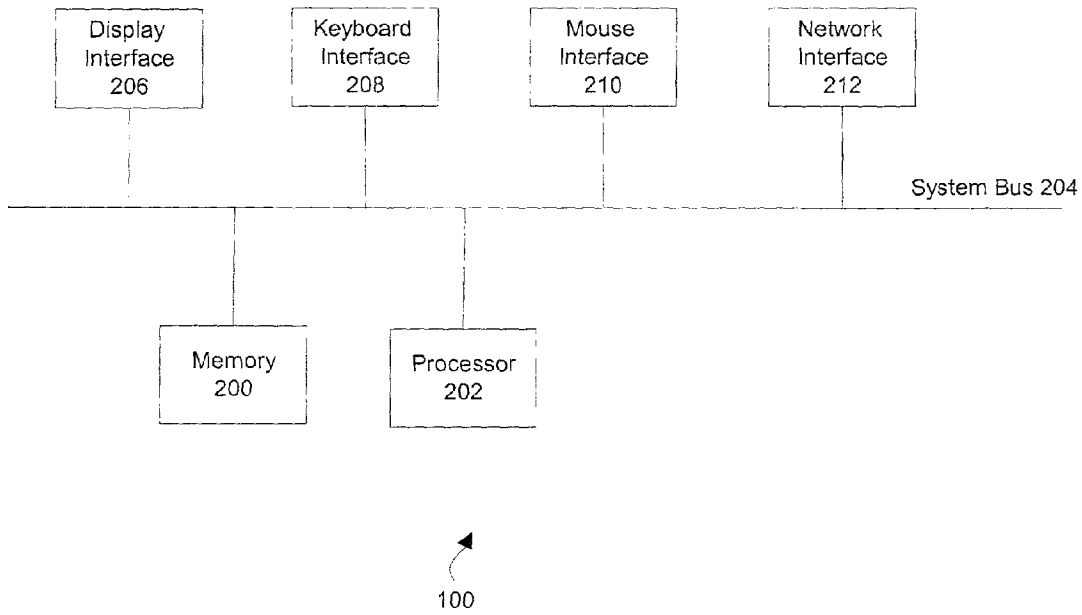 Display
Interface
206
Keyboard
Interface
208
Mouse
Interface
210
Network
Interface
212
System Bus 204
Memory
200
Processor
202
100